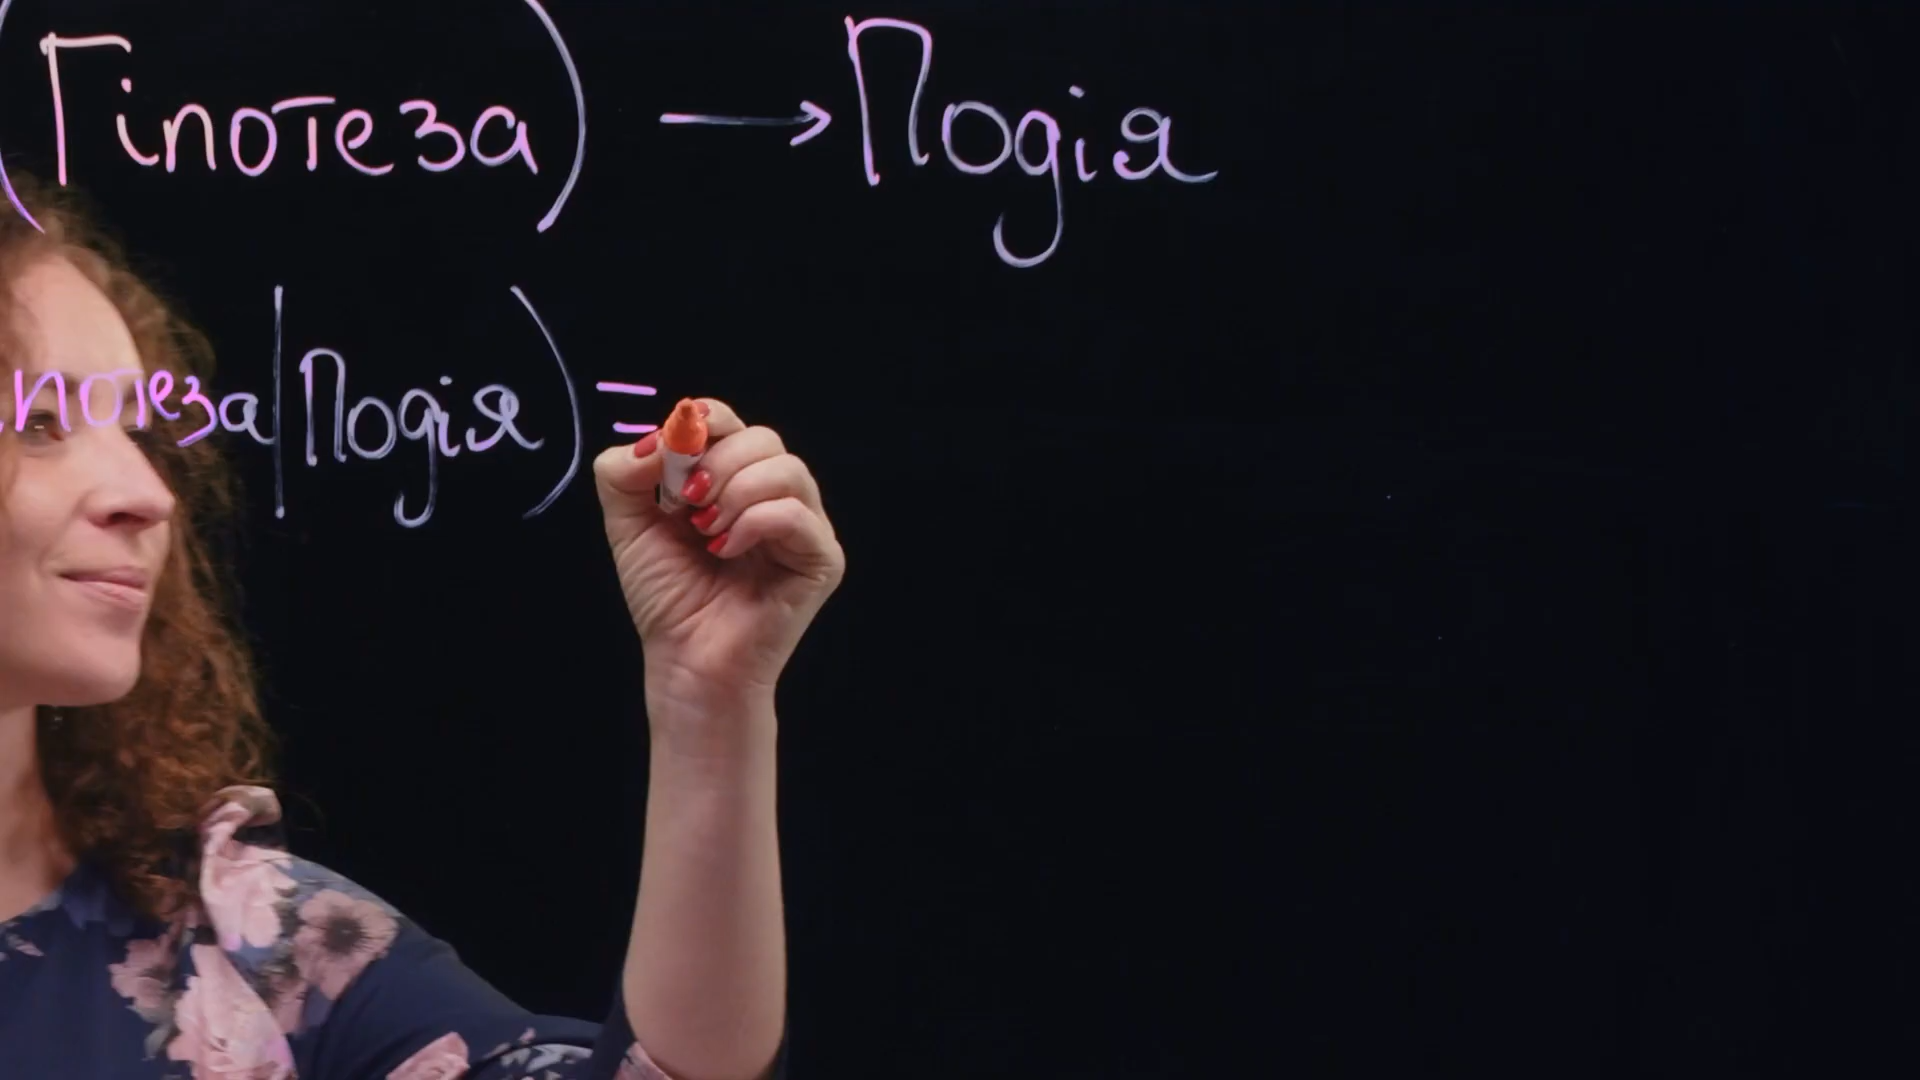 (Гіпотеза) → Подія
потеза|Подія) =